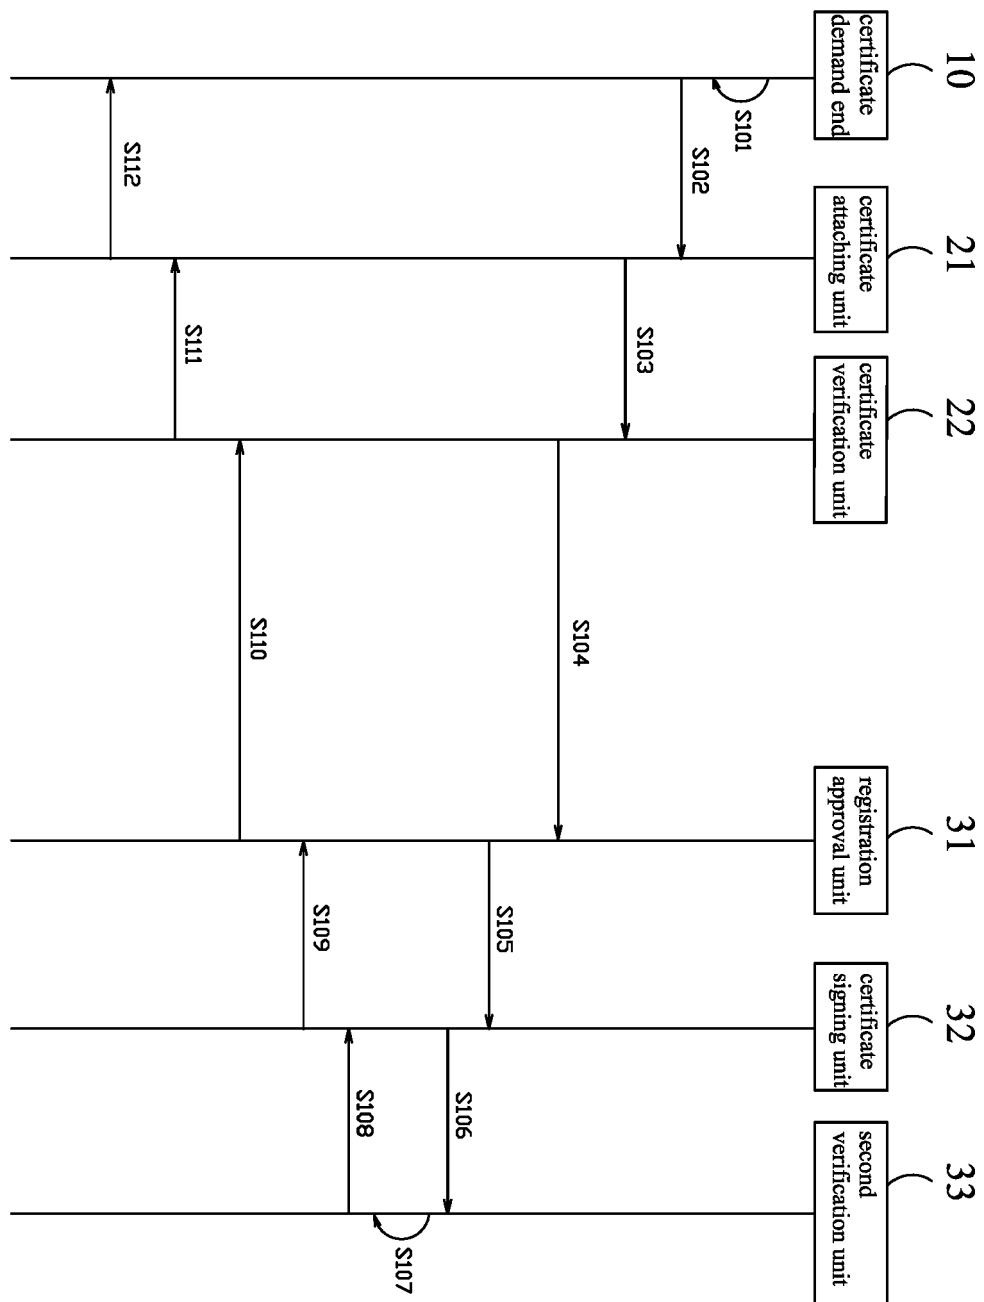 10
certificate
demand end
21
certificate
attaching unit
22
certificate
verification unit
31
registration
approval unit
32
certificate
signing unit
33
second
verification unit
S101
S102
S103
S104
S105
S106
S107
S108
S109
S110
S111
S112